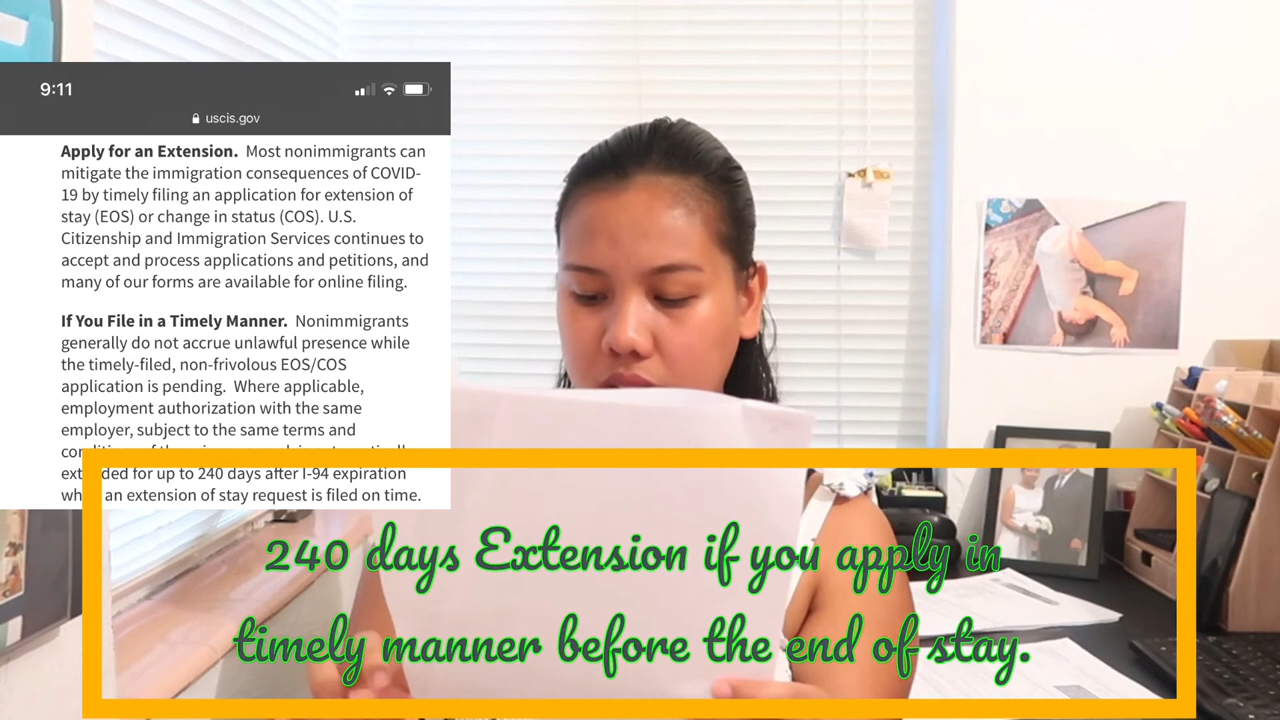 9:11
uscis.gov
Apply for an Extension. Most nonimmigrants can
mitigate the immigration consequences of COVID-
19 by timely filing an application for extension of
stay (EOS) or change in status (COS). U.S.
Citizenship and Immigration Services continues to
accept and process applications and petitions, and
many of our forms are available for online filing.
If You File in a Timely Manner. Nonimmigrants
generally do not accrue unlawful presence while
the timely-filed, non-frivolous EOS/COS
application is pending. Where applicable,
employment authorization with the same
employer, subject to the same terms and
for up to 240 days after I-94 expiration
an extension of stay request is filed on time.
240 days Extension if you apply in
timely manner before the end of stay.